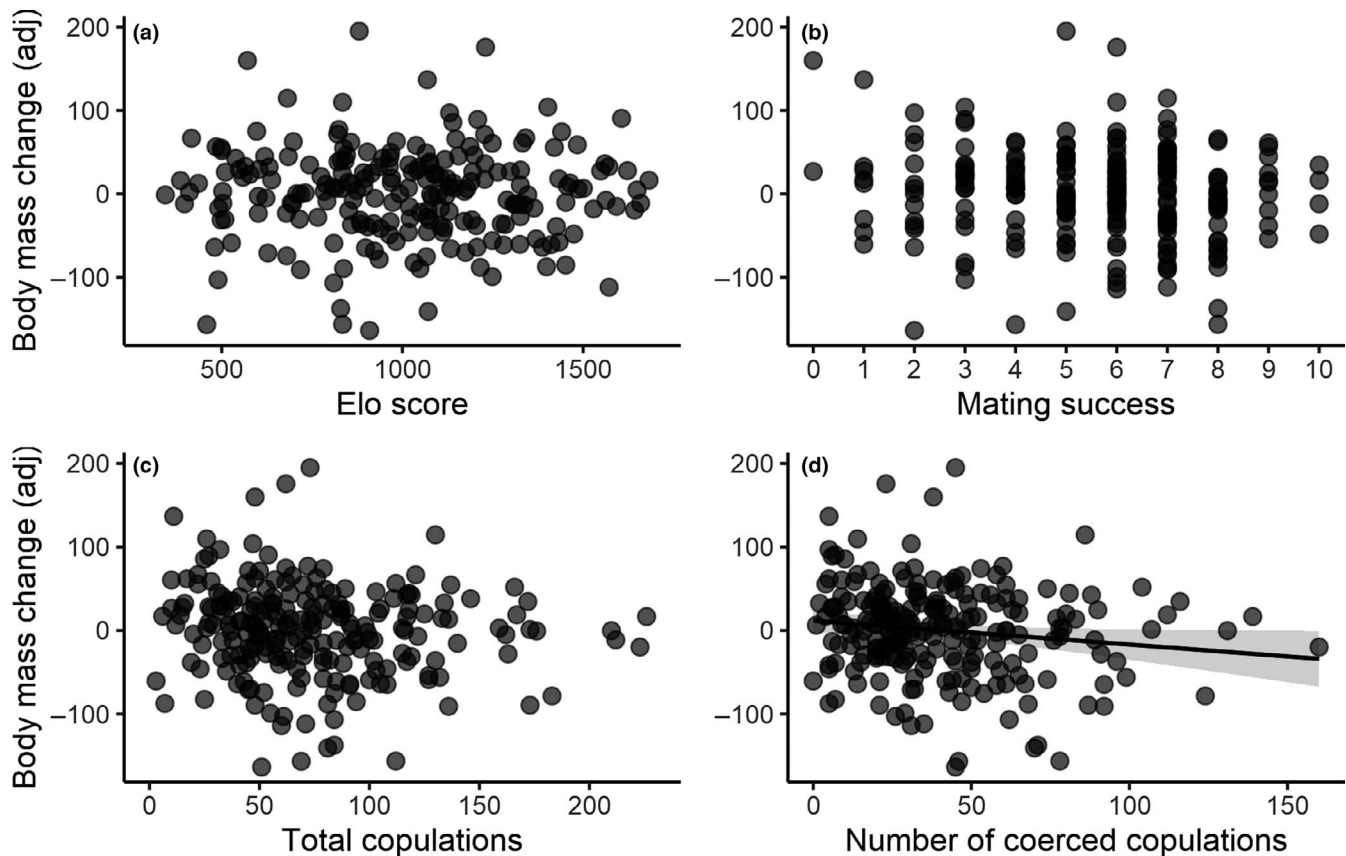 (a)
Body mass change (adj)
200
100
0
−100
500 1000 1500
Elo score
(b)
200
100
0
−100
0 1 2 3 4 5 6 7 8 9 10
Mating success
(c)
Body mass change (adj)
200
100
0
−100
0 50 100 150 200
Total copulations
(d)
200
100
0
−100
0 50 100 150
Number of coerced copulations